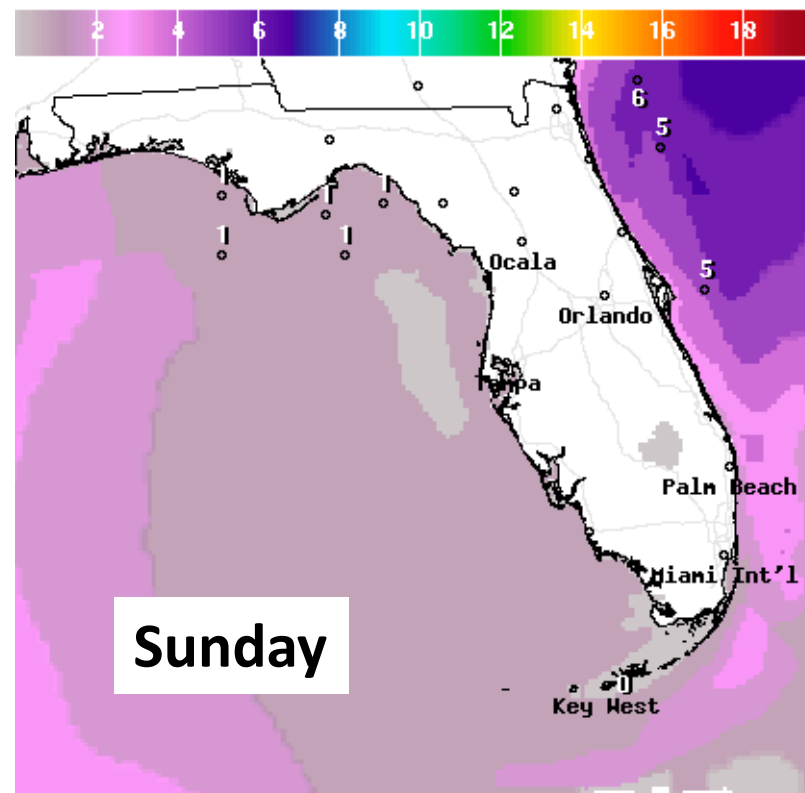 2 4 6 8 10 12 14 16 18
6
5
1 1 1
1 1
Ocala
5
Orlando
Tampa
Palm Beach
Miami Int'l
Sunday
0
Key West